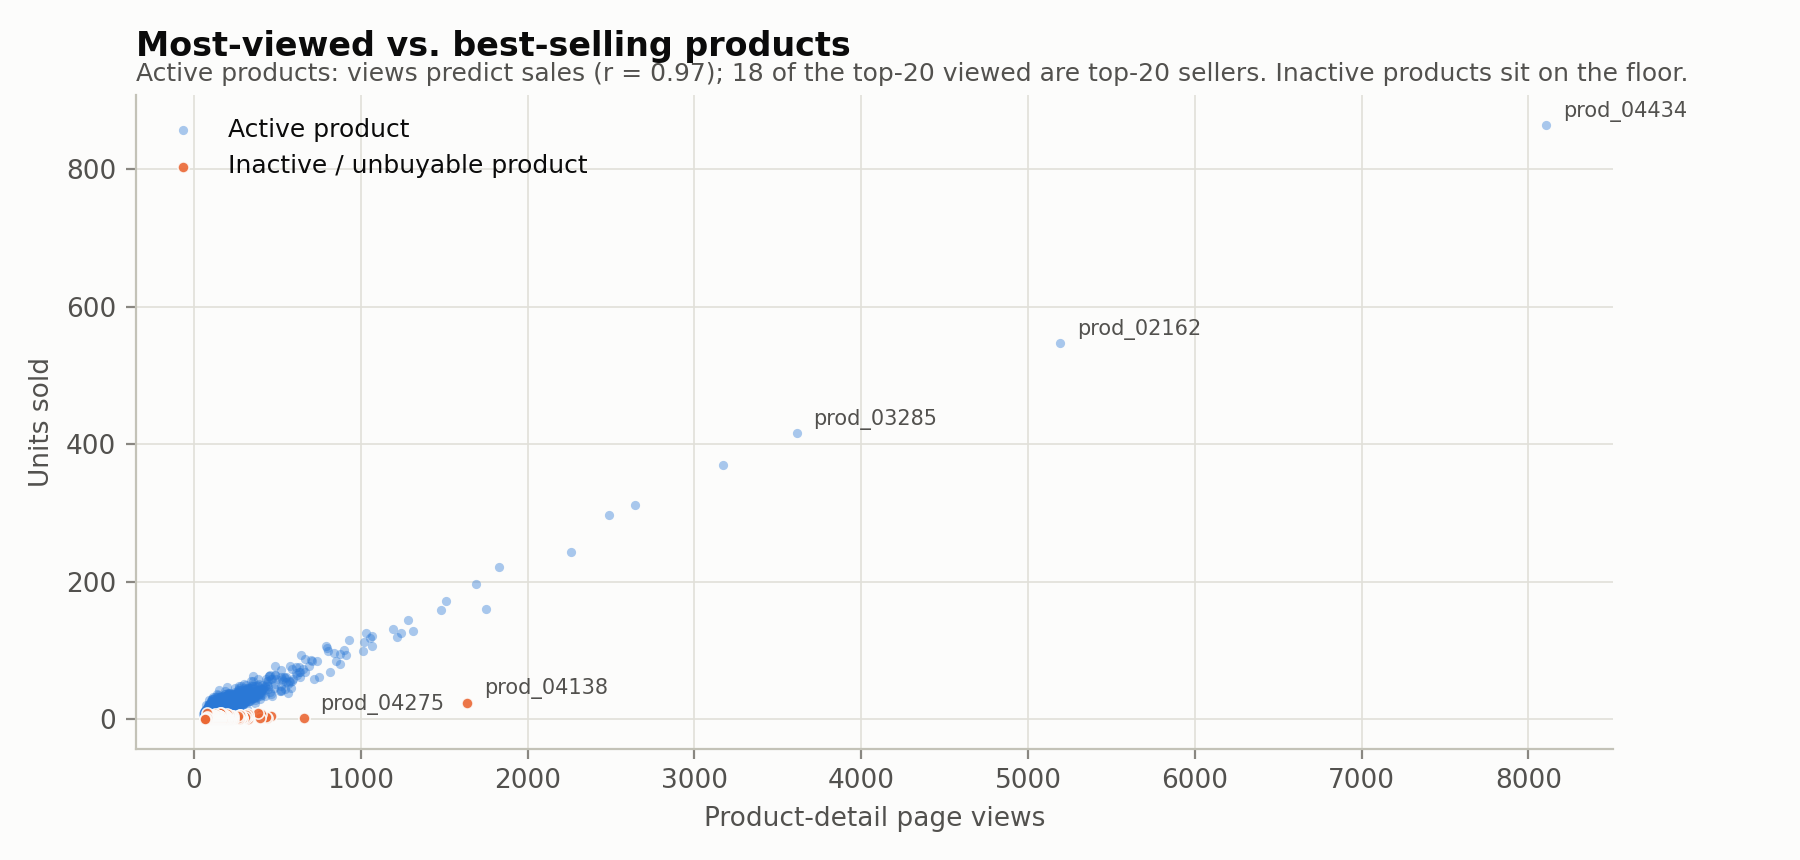 Most-viewed vs. best-selling products
Active products: views predict sales (r = 0.97); 18 of the top-20 viewed are top-20 sellers. Inactive products sit on the floor.
prod_04434
Active product
Inactive / unbuyable product
800
prod_02162
600
prod_03285
400
Units sold
200
prod_04138
prod_04275
0
0 1000 2000 3000 4000 5000 6000 7000 8000
Product-detail page views